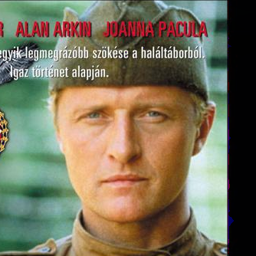 ALAN ARKIN JOANNA PACULA
egyik legmegrázóbb szökése a haláltáborból.
Igaz történet alapján.